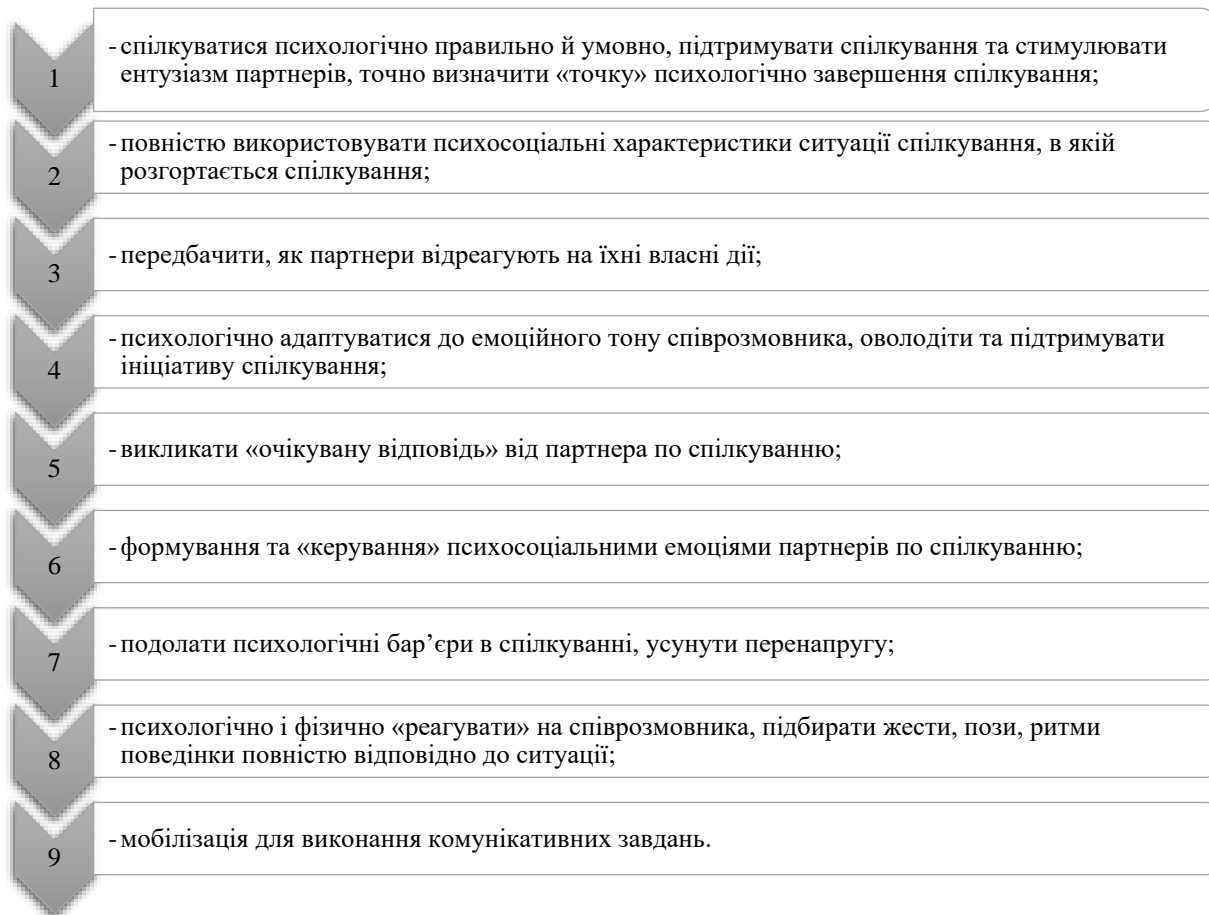 1
- спілкуватися психологічно правильно й умовно, підтримувати спілкування та стимулювати
ентузіазм партнерів, точно визначити «точку» психологічно завершення спілкування;
2
- повністю використовувати психосоціальні характеристики ситуації спілкування, в якій
розгортається спілкування;
3
- передбачити, як партнери відреагують на їхні власні дії;
4
- психологічно адаптуватися до емоційного тону співрозмовника, оволодіти та підтримувати
ініціативу спілкування;
5
- викликати «очікувану відповідь» від партнера по спілкуванню;
6
- формування та «керування» психосоціальними емоціями партнерів по спілкуванню;
7
- подолати психологічні бар’єри в спілкуванні, усунути перенапругу;
8
- психологічно і фізично «реагувати» на співрозмовника, підбирати жести, пози, ритми
поведінки повністю відповідно до ситуації;
9
- мобілізація для виконання комунікативних завдань.